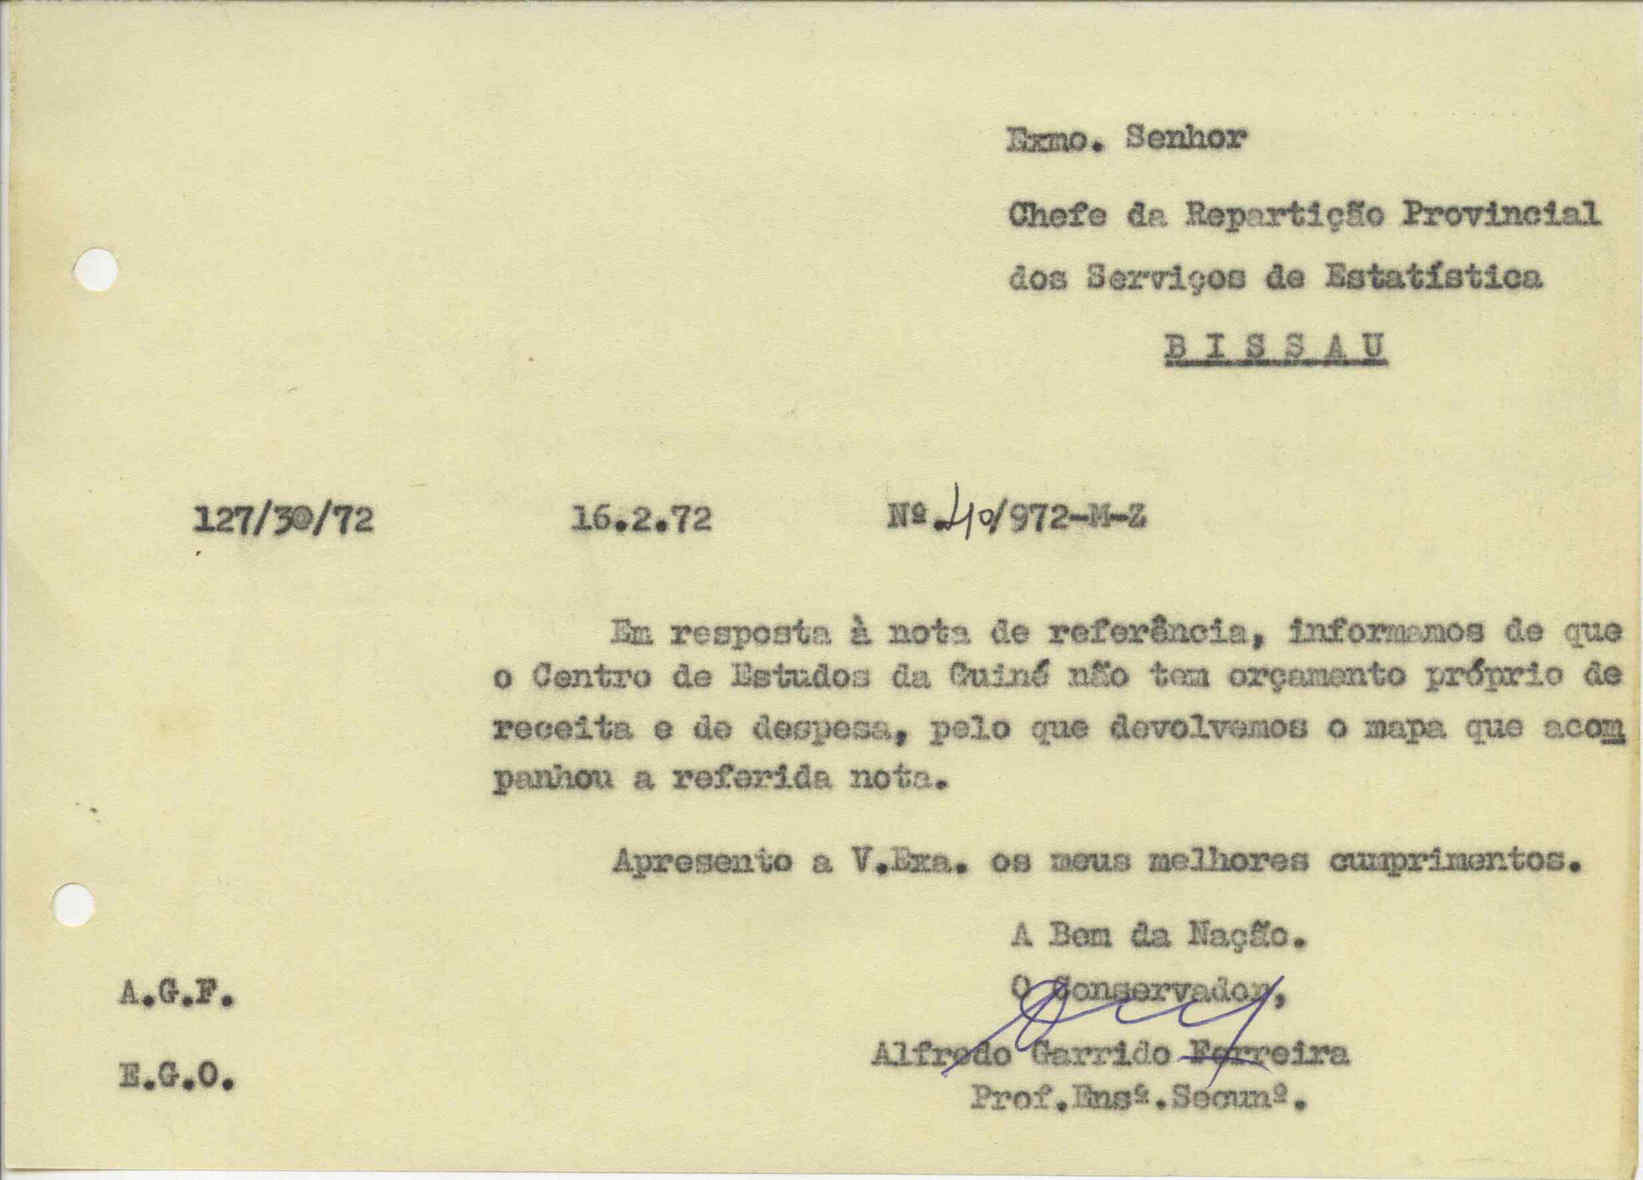 Exmo. Senhor
Chefe da Repartição Provincial
dos Serviços de Estatística
B I S S A U
127/30/72 16.2.72 Nº.40/972-M-Z
Em resposta à nota de referência, informamos de que
o Centro de Estudos da Guiné não tem orçamento próprio de
receita e de despesa, pelo que devolvemos o mapa que acom
panhou a referida nota.
Apresento a V.Exa. os meus melhores cumprimentos.
A Bem da Nação.
O Conservador,
A.G.F.
Alfredo Garrido Ferreira
E.G.O.
Prof.Ensº.Secunº.